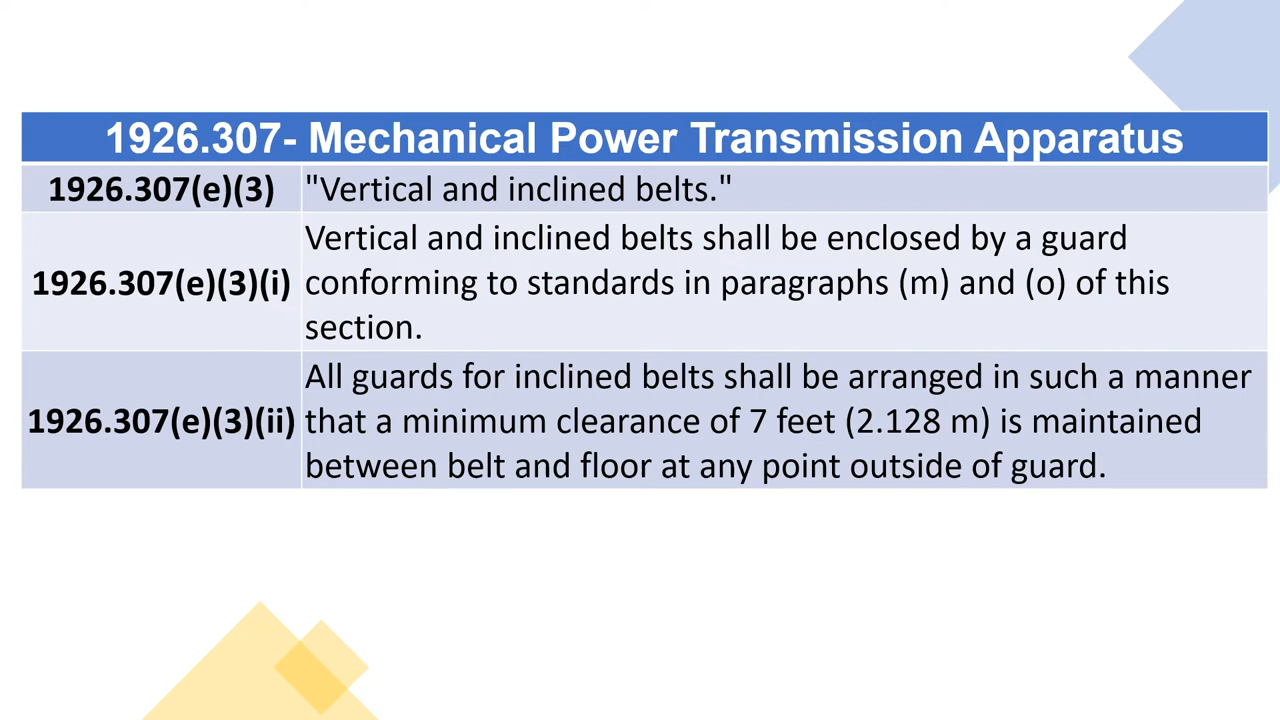 1926.307- Mechanical Power Transmission Apparatus
1926.307(e)(3)
"Vertical and inclined belts."
1926.307(e)(3)(i)
Vertical and inclined belts shall be enclosed by a guard
conforming to standards in paragraphs (m) and (o) of this
section.
1926.307(e)(3)(ii)
All guards for inclined belts shall be arranged in such a manner
that a minimum clearance of 7 feet (2.128 m) is maintained
between belt and floor at any point outside of guard.